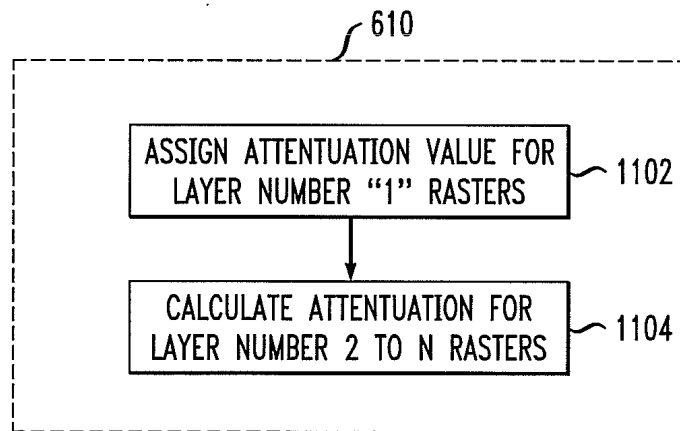 610
ASSIGN ATTENTUATION VALUE FOR
LAYER NUMBER “1” RASTERS
1102
CALCULATE ATTENTUATION FOR
LAYER NUMBER 2 TO N RASTERS
1104